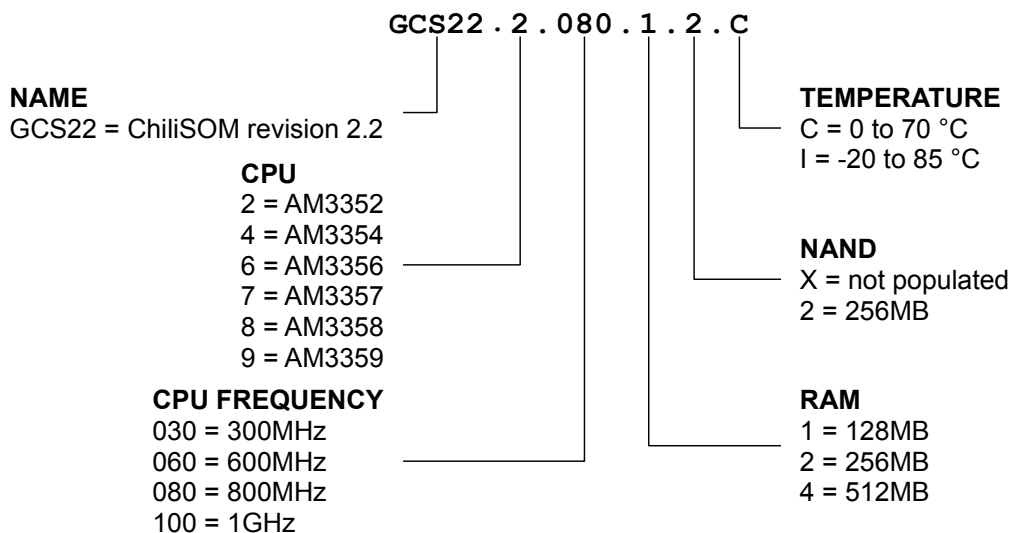 GCS22.2.080.1.2.C
NAME
GCS22 = ChiliSOM revision 2.2
CPU
2 = AM3352
4 = AM3354
6 = AM3356
7 = AM3357
8 = AM3358
9 = AM3359
CPU FREQUENCY
030 = 300MHz
060 = 600MHz
080 = 800MHz
100 = 1GHz
TEMPERATURE
C = 0 to 70 °C
I = -20 to 85 °C
NAND
X = not populated
2 = 256MB
RAM
1 = 128MB
2 = 256MB
4 = 512MB